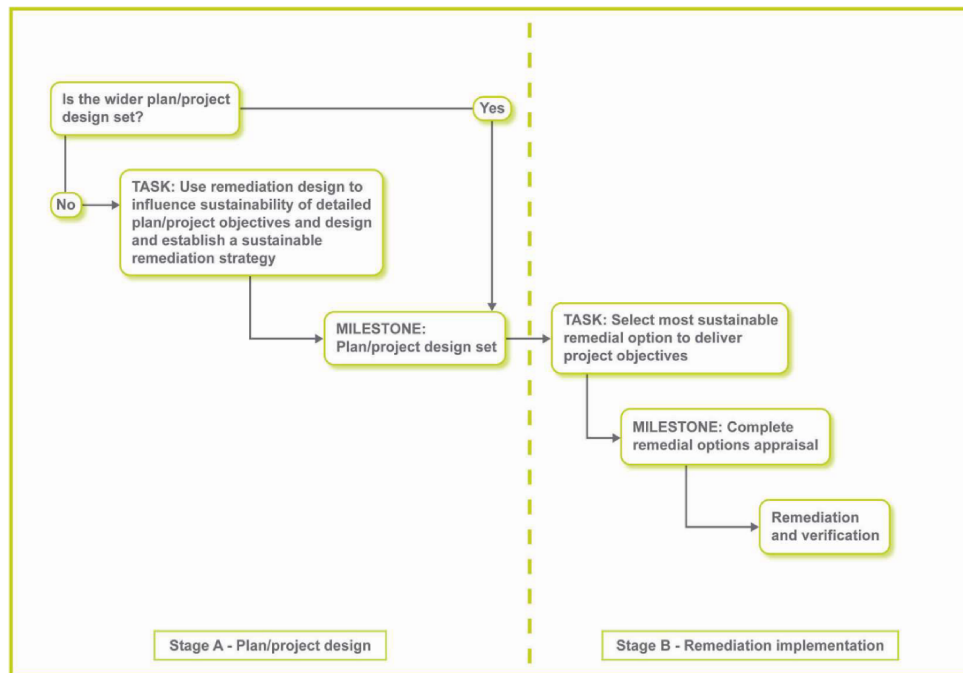 Is the wider plan/project
design set?
Yes
No
TASK: Use remediation design to
influence sustainability of detailed
plan/project objectives and design
and establish a sustainable
remediation strategy
MILESTONE:
Plan/project design set
TASK: Select most sustainable
remedial option to deliver
project objectives
MILESTONE: Complete
remedial options appraisal
Remediation
and verification
Stage A - Plan/project design
Stage B - Remediation implementation